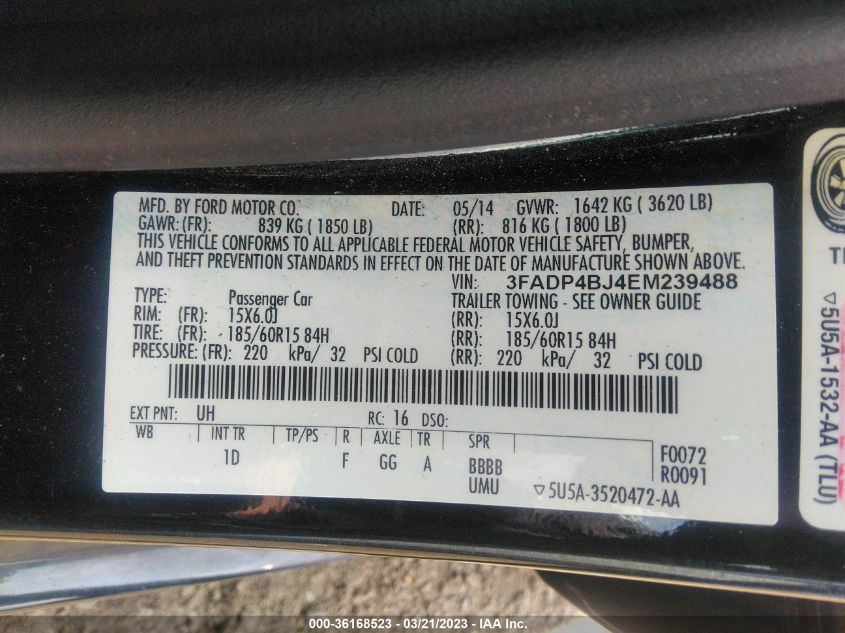 MFD. BY FORD MOTOR CO. DATE: 05/14 GVWR: 1642 KG ( 3620 LB)
GAWR: (FR): 839 KG ( 1850 LB) (RR): 816 KG ( 1800 LB)
THIS VEHICLE CONFORMS TO ALL APPLICABLE FEDERAL MOTOR VEHICLE SAFETY, BUMPER,
AND THEFT PREVENTION STANDARDS IN EFFECT ON THE DATE OF MANUFACTURE SHOWN ABOVE.
VIN: 3FADP4BJ4EM239488
TYPE: Passenger Car TRAILER TOWING - SEE OWNER GUIDE
RIM: (FR): 15X6.0J (RR): 15X6.0J
TIRE: (FR): 185/60R15 84H (RR): 185/60R15 84H
PRESSURE: (FR): 220 kPa/ 32 PSI COLD (RR): 220 kPa/ 32 PSI COLD
EXT PNT: UH RC: 16 DSO:
WB INT TR TP/PS R AXLE TR SPR F0072
1D F GG A BBBB R0091
UMU ▽5U5A-3520472-AA
▽5U5A-1532-AA (TLU)
000-36168523 - 03/21/2023 - IAA Inc.